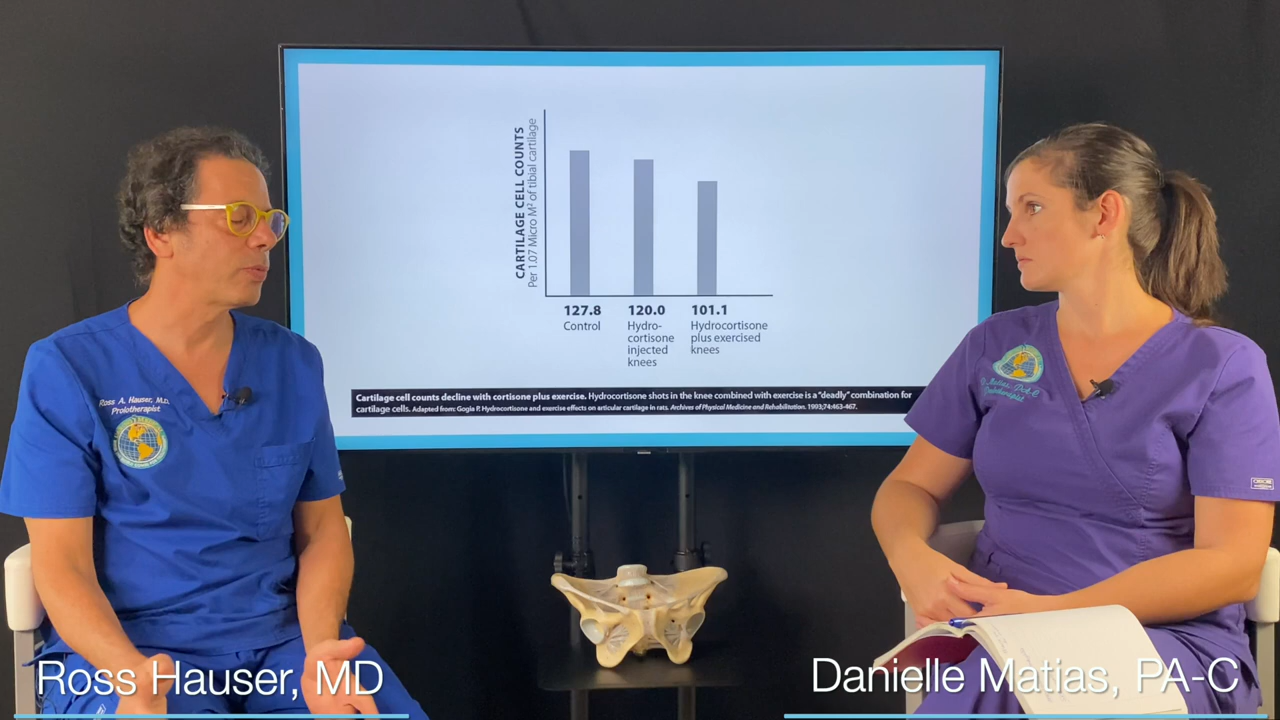 CARTILAGE CELL COUNTS
Per 1.07 Micro M² of tibial cartilage
127.8
Control
120.0
Hydro-
cortisone
injected
knees
101.1
Hydrocortisone
plus exercised
knees
Cartilage cell counts decline with cortisone plus exercise. Hydrocortisone shots in the knee combined with exercise is a "deadly" combination for
cartilage cells. Adapted from: Gogia P. Hydrocortisone and exercise effects on articular cartilage in rats. Archives of Physical Medicine and Rehabilitation. 1993;74:463-467.
Ross A. Hauser, M.D.
Prolotherapist
Ross Hauser, MD
Danielle Matias, PA-C